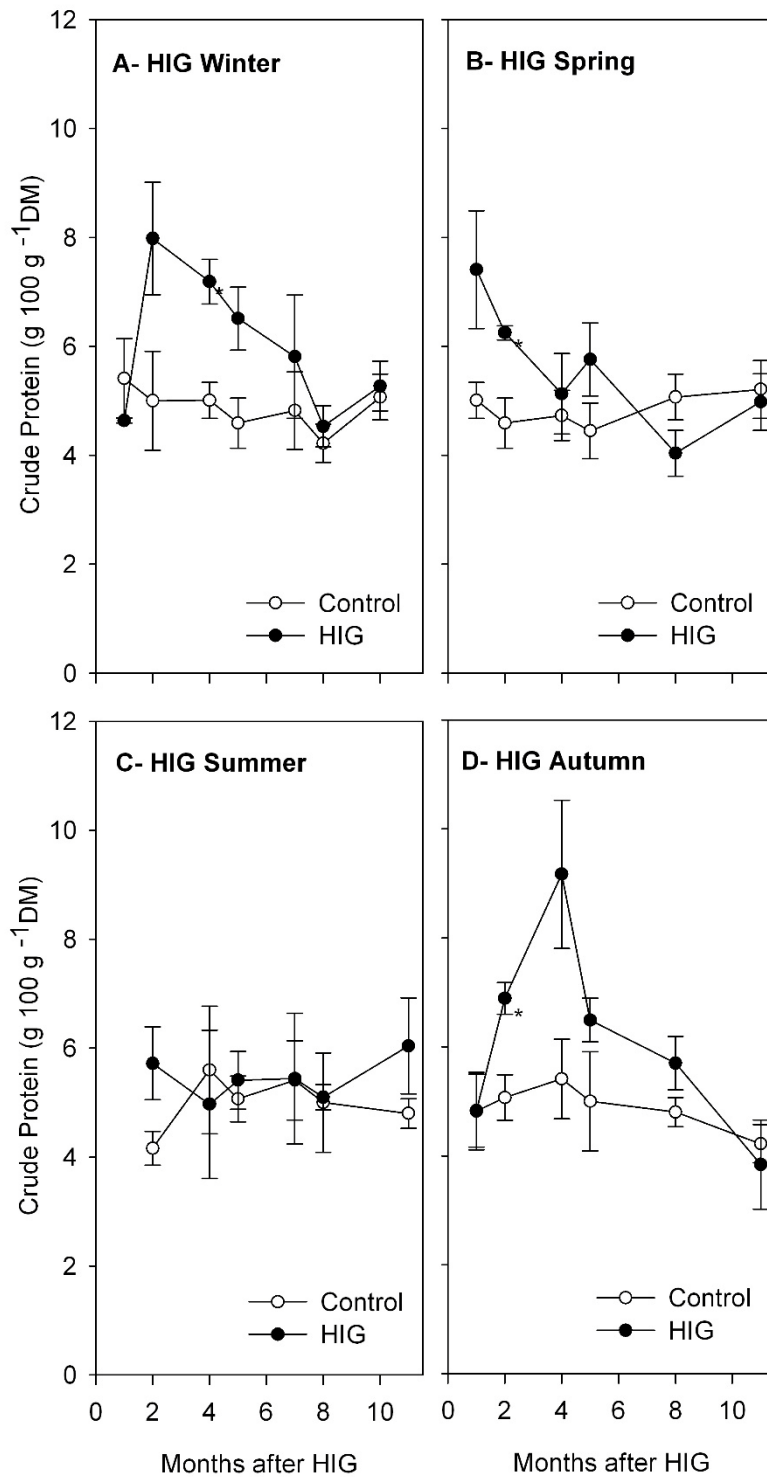 12
10
8
6
4
2
0
Crude Protein (g 100 g ⁻¹DM)
A- HIG Winter
*
Control
HIG
B- HIG Spring
*
Control
HIG
12
10
8
6
4
2
0
Crude Protein (g 100 g ⁻¹DM)
C- HIG Summer
Control
HIG
D- HIG Autumn
*
Control
HIG
0 2 4 6 8 10
0 2 4 6 8 10
Months after HIG
Months after HIG